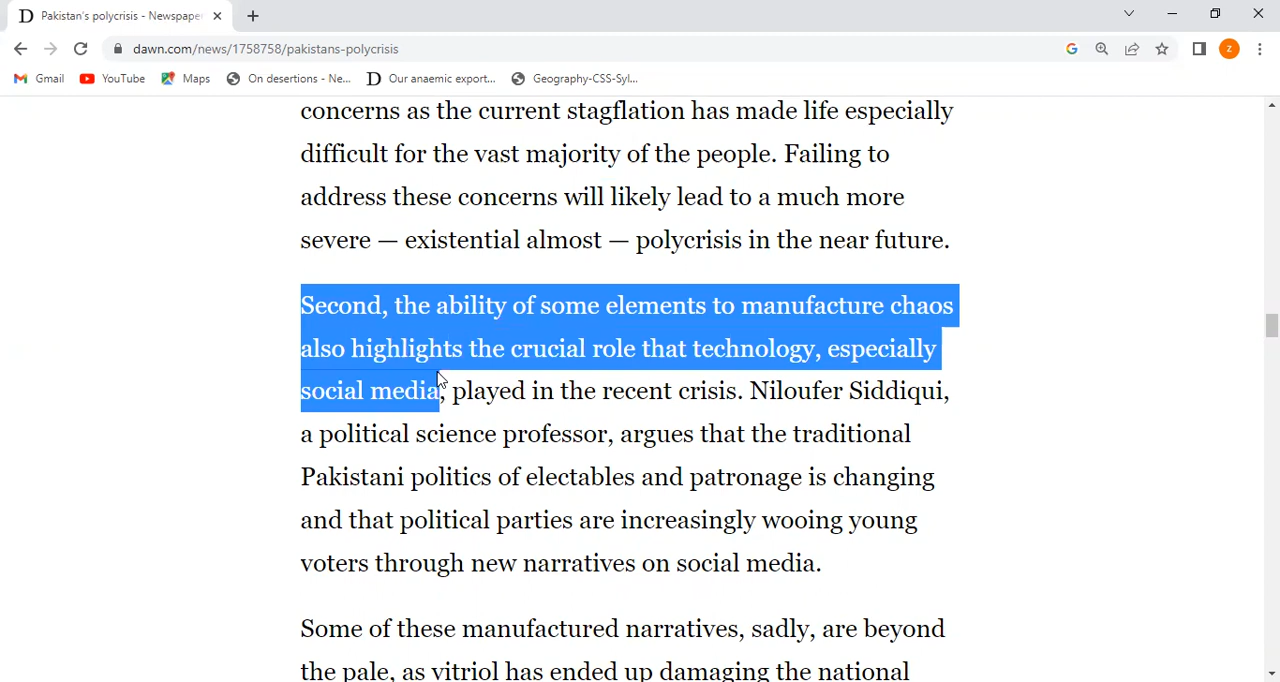 D Pakistan's polycrisis - Newspaper
dawn.com/news/1758758/pakistans-polycrisis
Z
Gmail YouTube Maps On desertions - Ne... D Our anaemic export... Geography-CSS-Syl...
concerns as the current stagflation has made life especially
difficult for the vast majority of the people. Failing to
address these concerns will likely lead to a much more
severe — existential almost — polycrisis in the near future.
Second, the ability of some elements to manufacture chaos
also highlights the crucial role that technology, especially
social media, played in the recent crisis. Niloufer Siddiqui,
a political science professor, argues that the traditional
Pakistani politics of electables and patronage is changing
and that political parties are increasingly wooing young
voters through new narratives on social media.
Some of these manufactured narratives, sadly, are beyond
the pale, as vitriol has ended up damaging the national